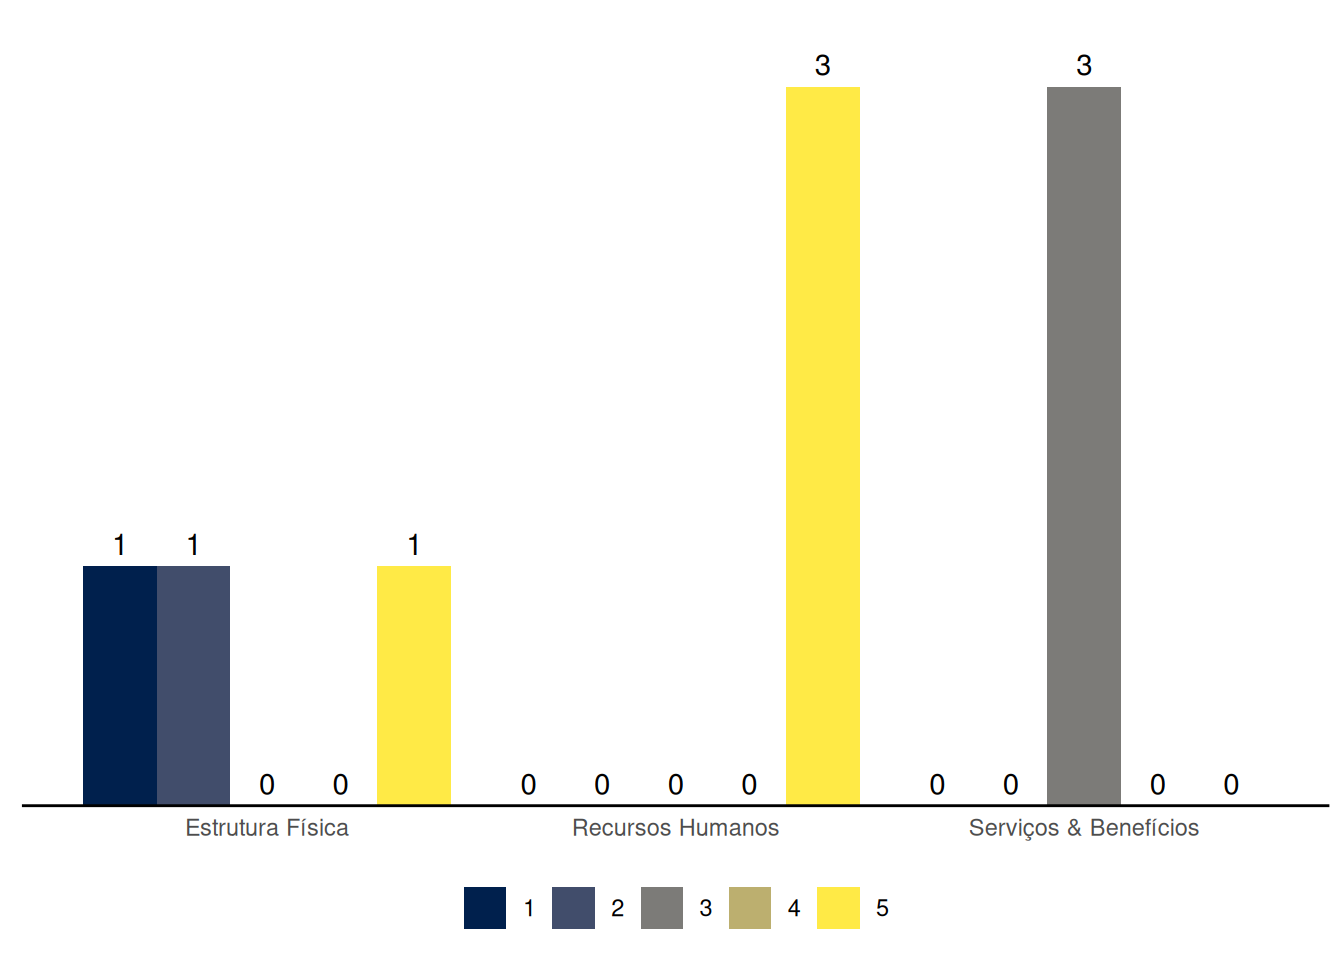 3 3
1 1 1
0 0 0 0 0 0 0 0 0 0
Estrutura Física Recursos Humanos Serviços & Benefícios
1 2 3 4 5